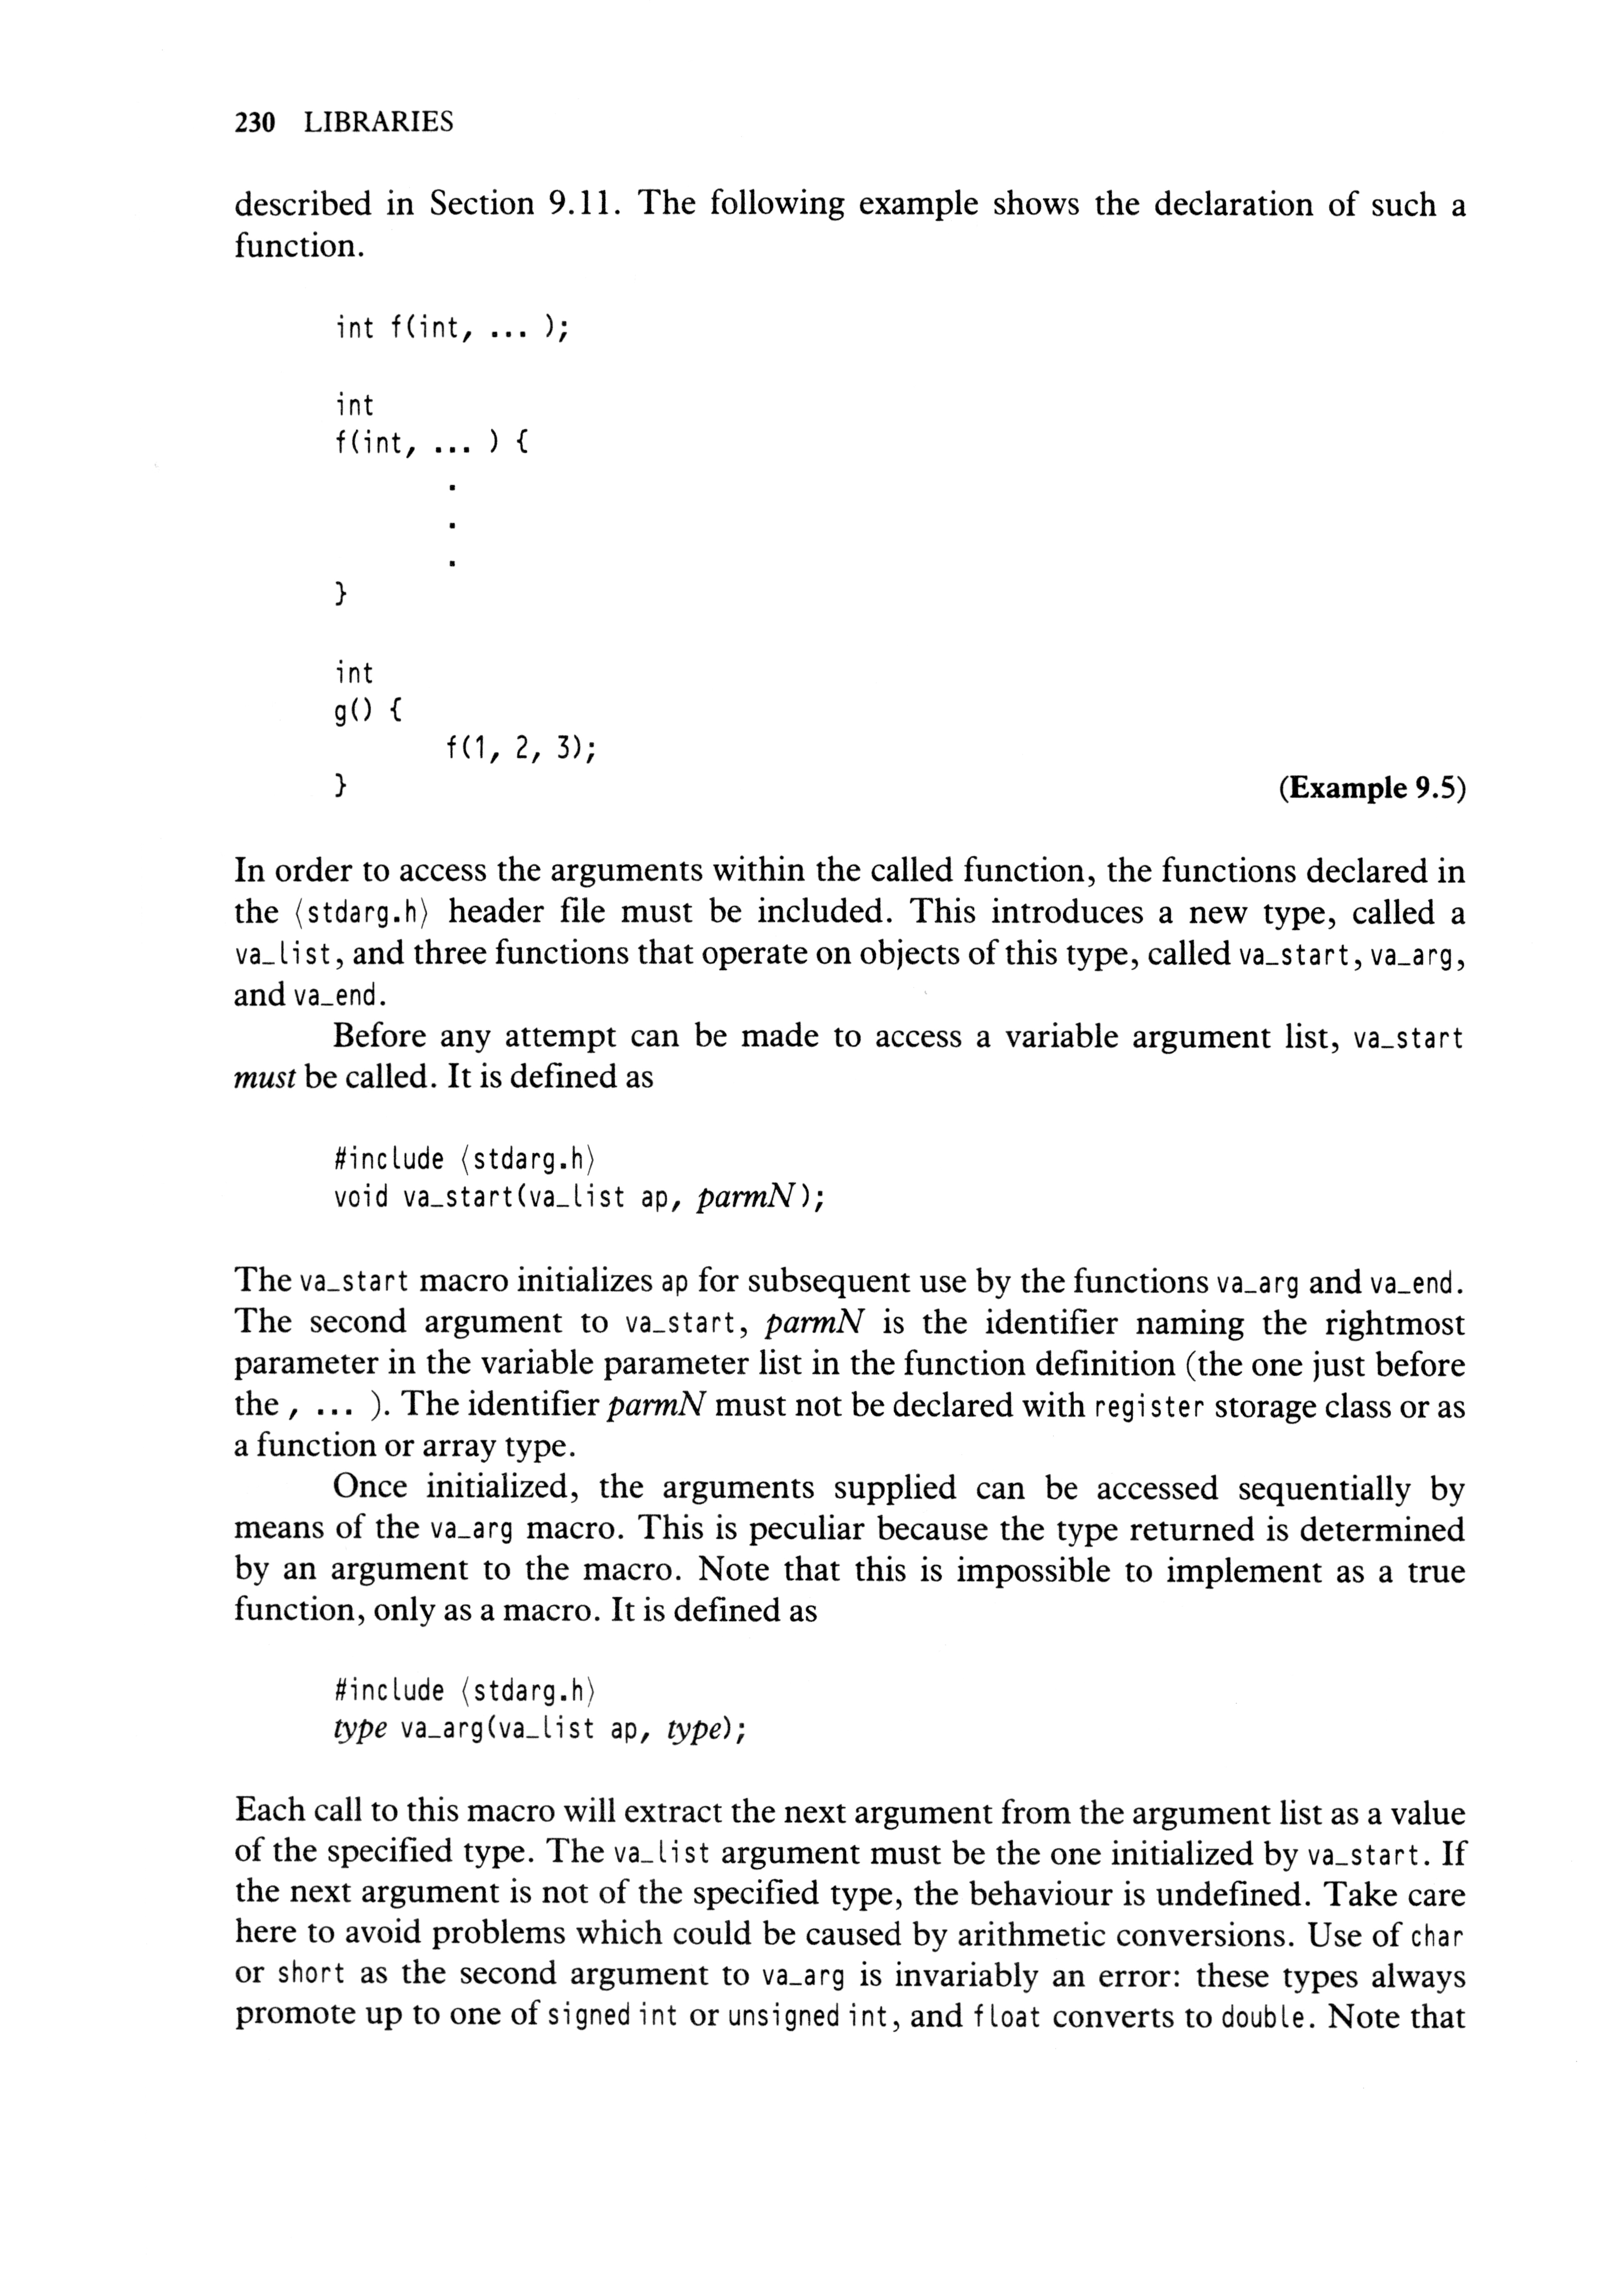 230 LIBRARIES
described in Section 9.11. The following example shows the declaration of such a
function.
int f(int, ... );
int
f(int, ... ) {
.
.
.
}
int
g() {
f(1, 2, 3);
}
(Example 9.5)
In order to access the arguments within the called function, the functions declared in
the ⟨stdarg.h⟩ header file must be included. This introduces a new type, called a
va_list, and three functions that operate on objects of this type, called va_start, va_arg,
and va_end.
Before any attempt can be made to access a variable argument list, va_start
must be called. It is defined as
#include ⟨stdarg.h⟩
void va_start(va_list ap, parmN);
The va_start macro initializes ap for subsequent use by the functions va_arg and va_end.
The second argument to va_start, parmN is the identifier naming the rightmost
parameter in the variable parameter list in the function definition (the one just before
the , ... ). The identifier parmN must not be declared with register storage class or as
a function or array type.
Once initialized, the arguments supplied can be accessed sequentially by
means of the va_arg macro. This is peculiar because the type returned is determined
by an argument to the macro. Note that this is impossible to implement as a true
function, only as a macro. It is defined as
#include ⟨stdarg.h⟩
type va_arg(va_list ap, type);
Each call to this macro will extract the next argument from the argument list as a value
of the specified type. The va_list argument must be the one initialized by va_start. If
the next argument is not of the specified type, the behaviour is undefined. Take care
here to avoid problems which could be caused by arithmetic conversions. Use of char
or short as the second argument to va_arg is invariably an error: these types always
promote up to one of signed int or unsigned int, and float converts to double. Note that